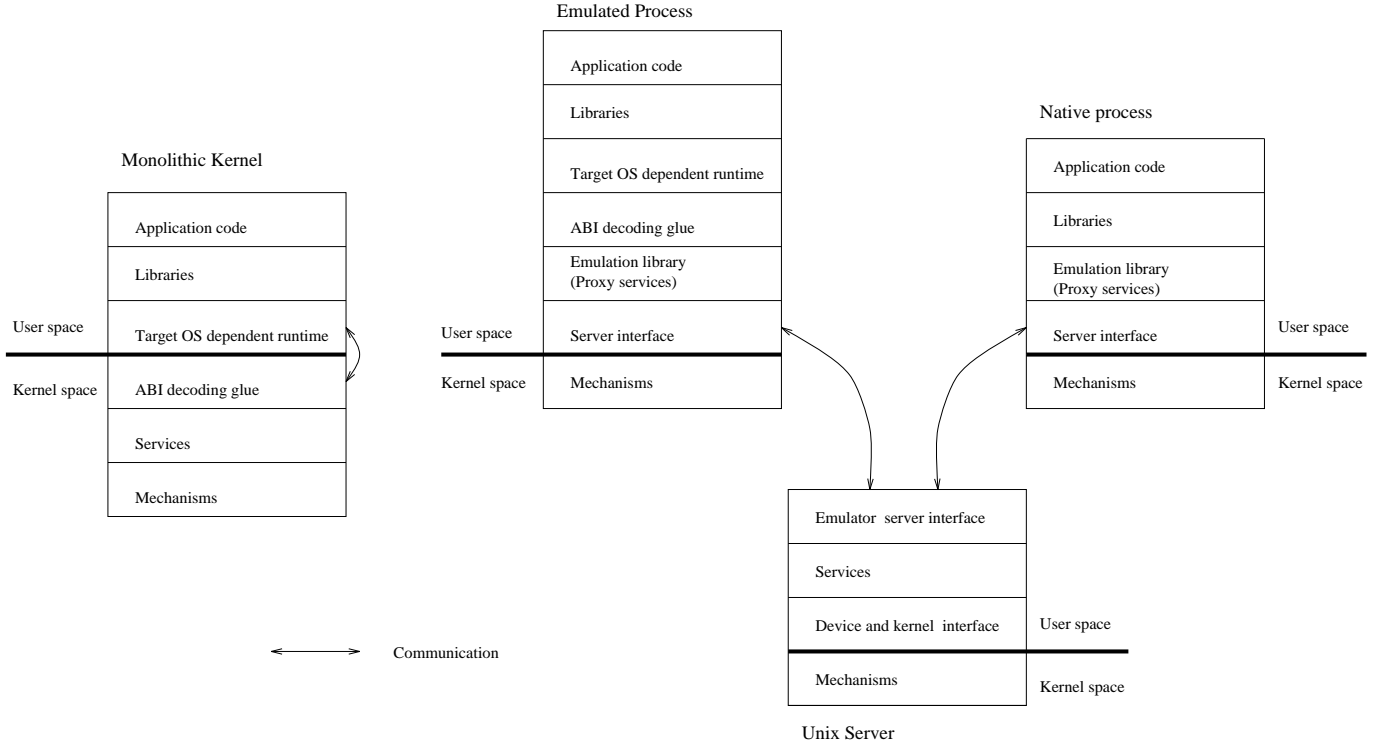 Monolithic Kernel
Application code
Libraries
User space
Target OS dependent runtime
Kernel space
ABI decoding glue
Services
Mechanisms
Emulated Process
Application code
Libraries
Target OS dependent runtime
ABI decoding glue
Emulation library
(Proxy services)
User space
Server interface
Kernel space
Mechanisms
Native process
Application code
Libraries
Emulation library
(Proxy services)
Server interface
User space
Mechanisms
Kernel space
Emulator server interface
Services
Device and kernel interface
User space
Mechanisms
Kernel space
Unix Server
Communication